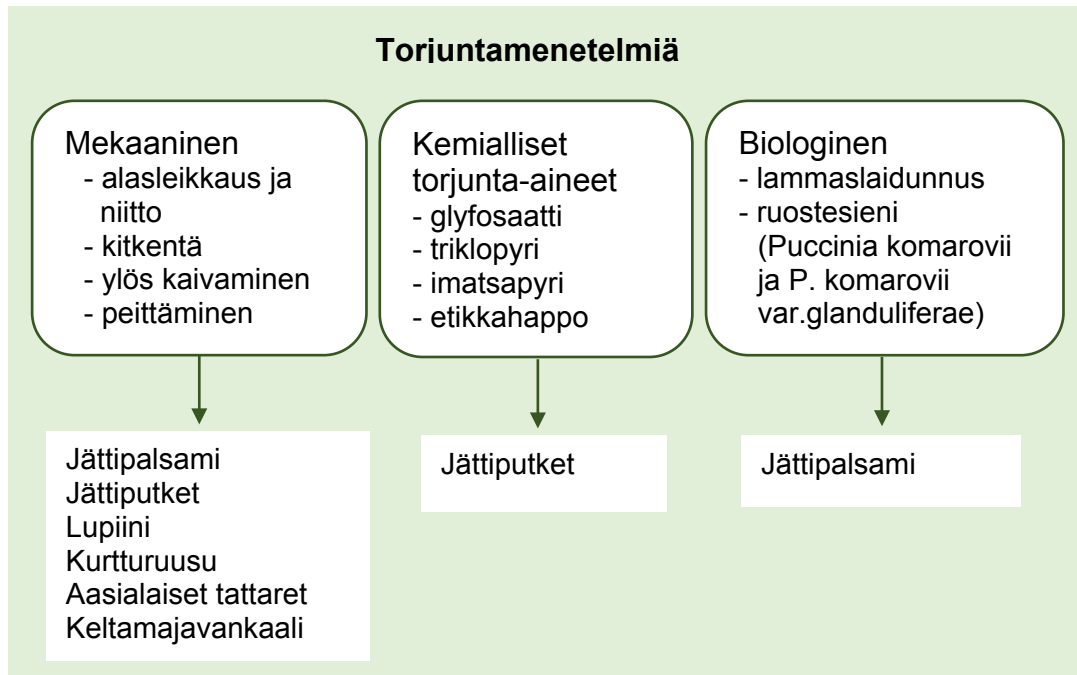 Torjuntamenetelmiä
Mekaaninen
- alasleikkaus ja
niitto
- kitkentä
- ylös kaivaminen
- peittäminen
Kemialliset
torjunta-aineet
- glyfosaatti
- triklopyri
- imatsapyri
- etikkahappo
Biologinen
- lammaslaidunnus
- ruostesieni
(Puccinia komarovii
ja P. komarovii
var.glanduliferae)
Jättipalsami
Jättiputket
Lupiini
Kurtturuusu
Aasialaiset tattaret
Keltamajavankaali
Jättiputket
Jättipalsami